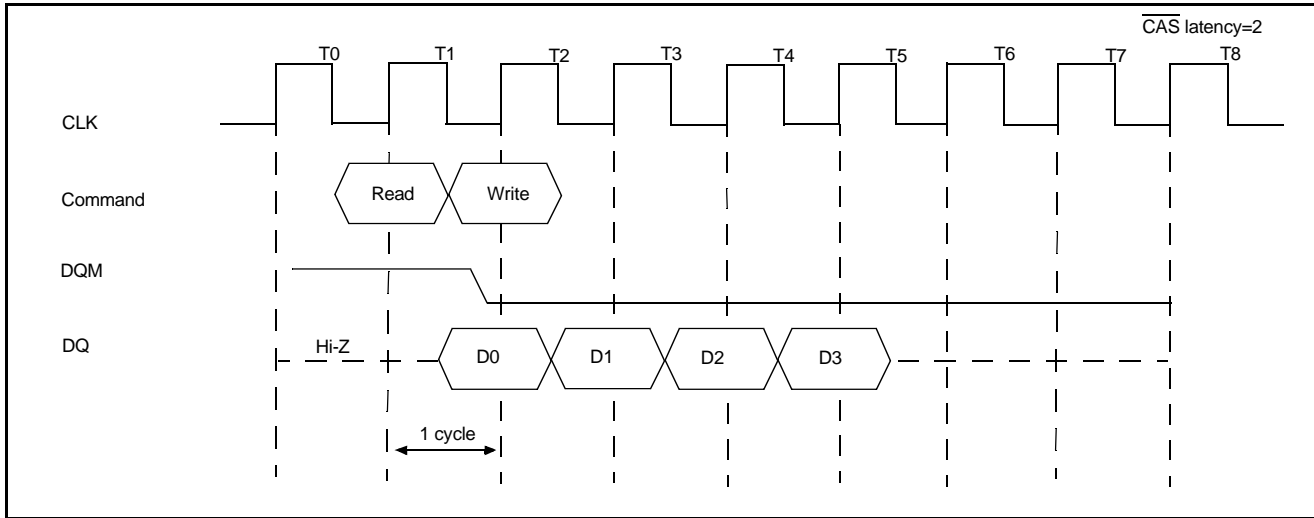 CAS latency=2
T0 T1 T2 T3 T4 T5 T6 T7 T8
CLK
Command Read Write
DQM
DQ Hi-Z D0 D1 D2 D3
1 cycle